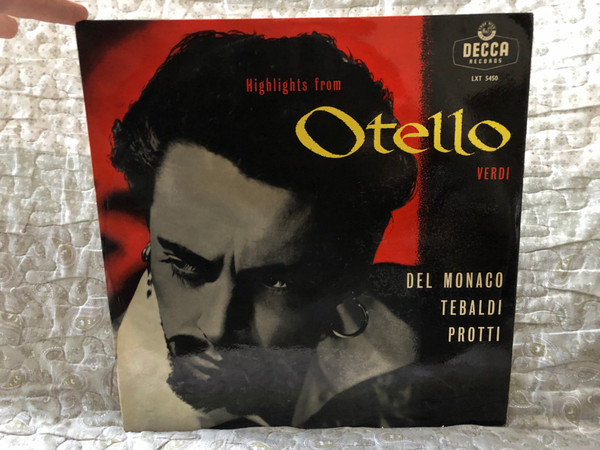 DECCA
RECORDS
LXT 5450
Highlights from
Otello
VERDI
DEL MONACO
TEBALDI
PROTTI